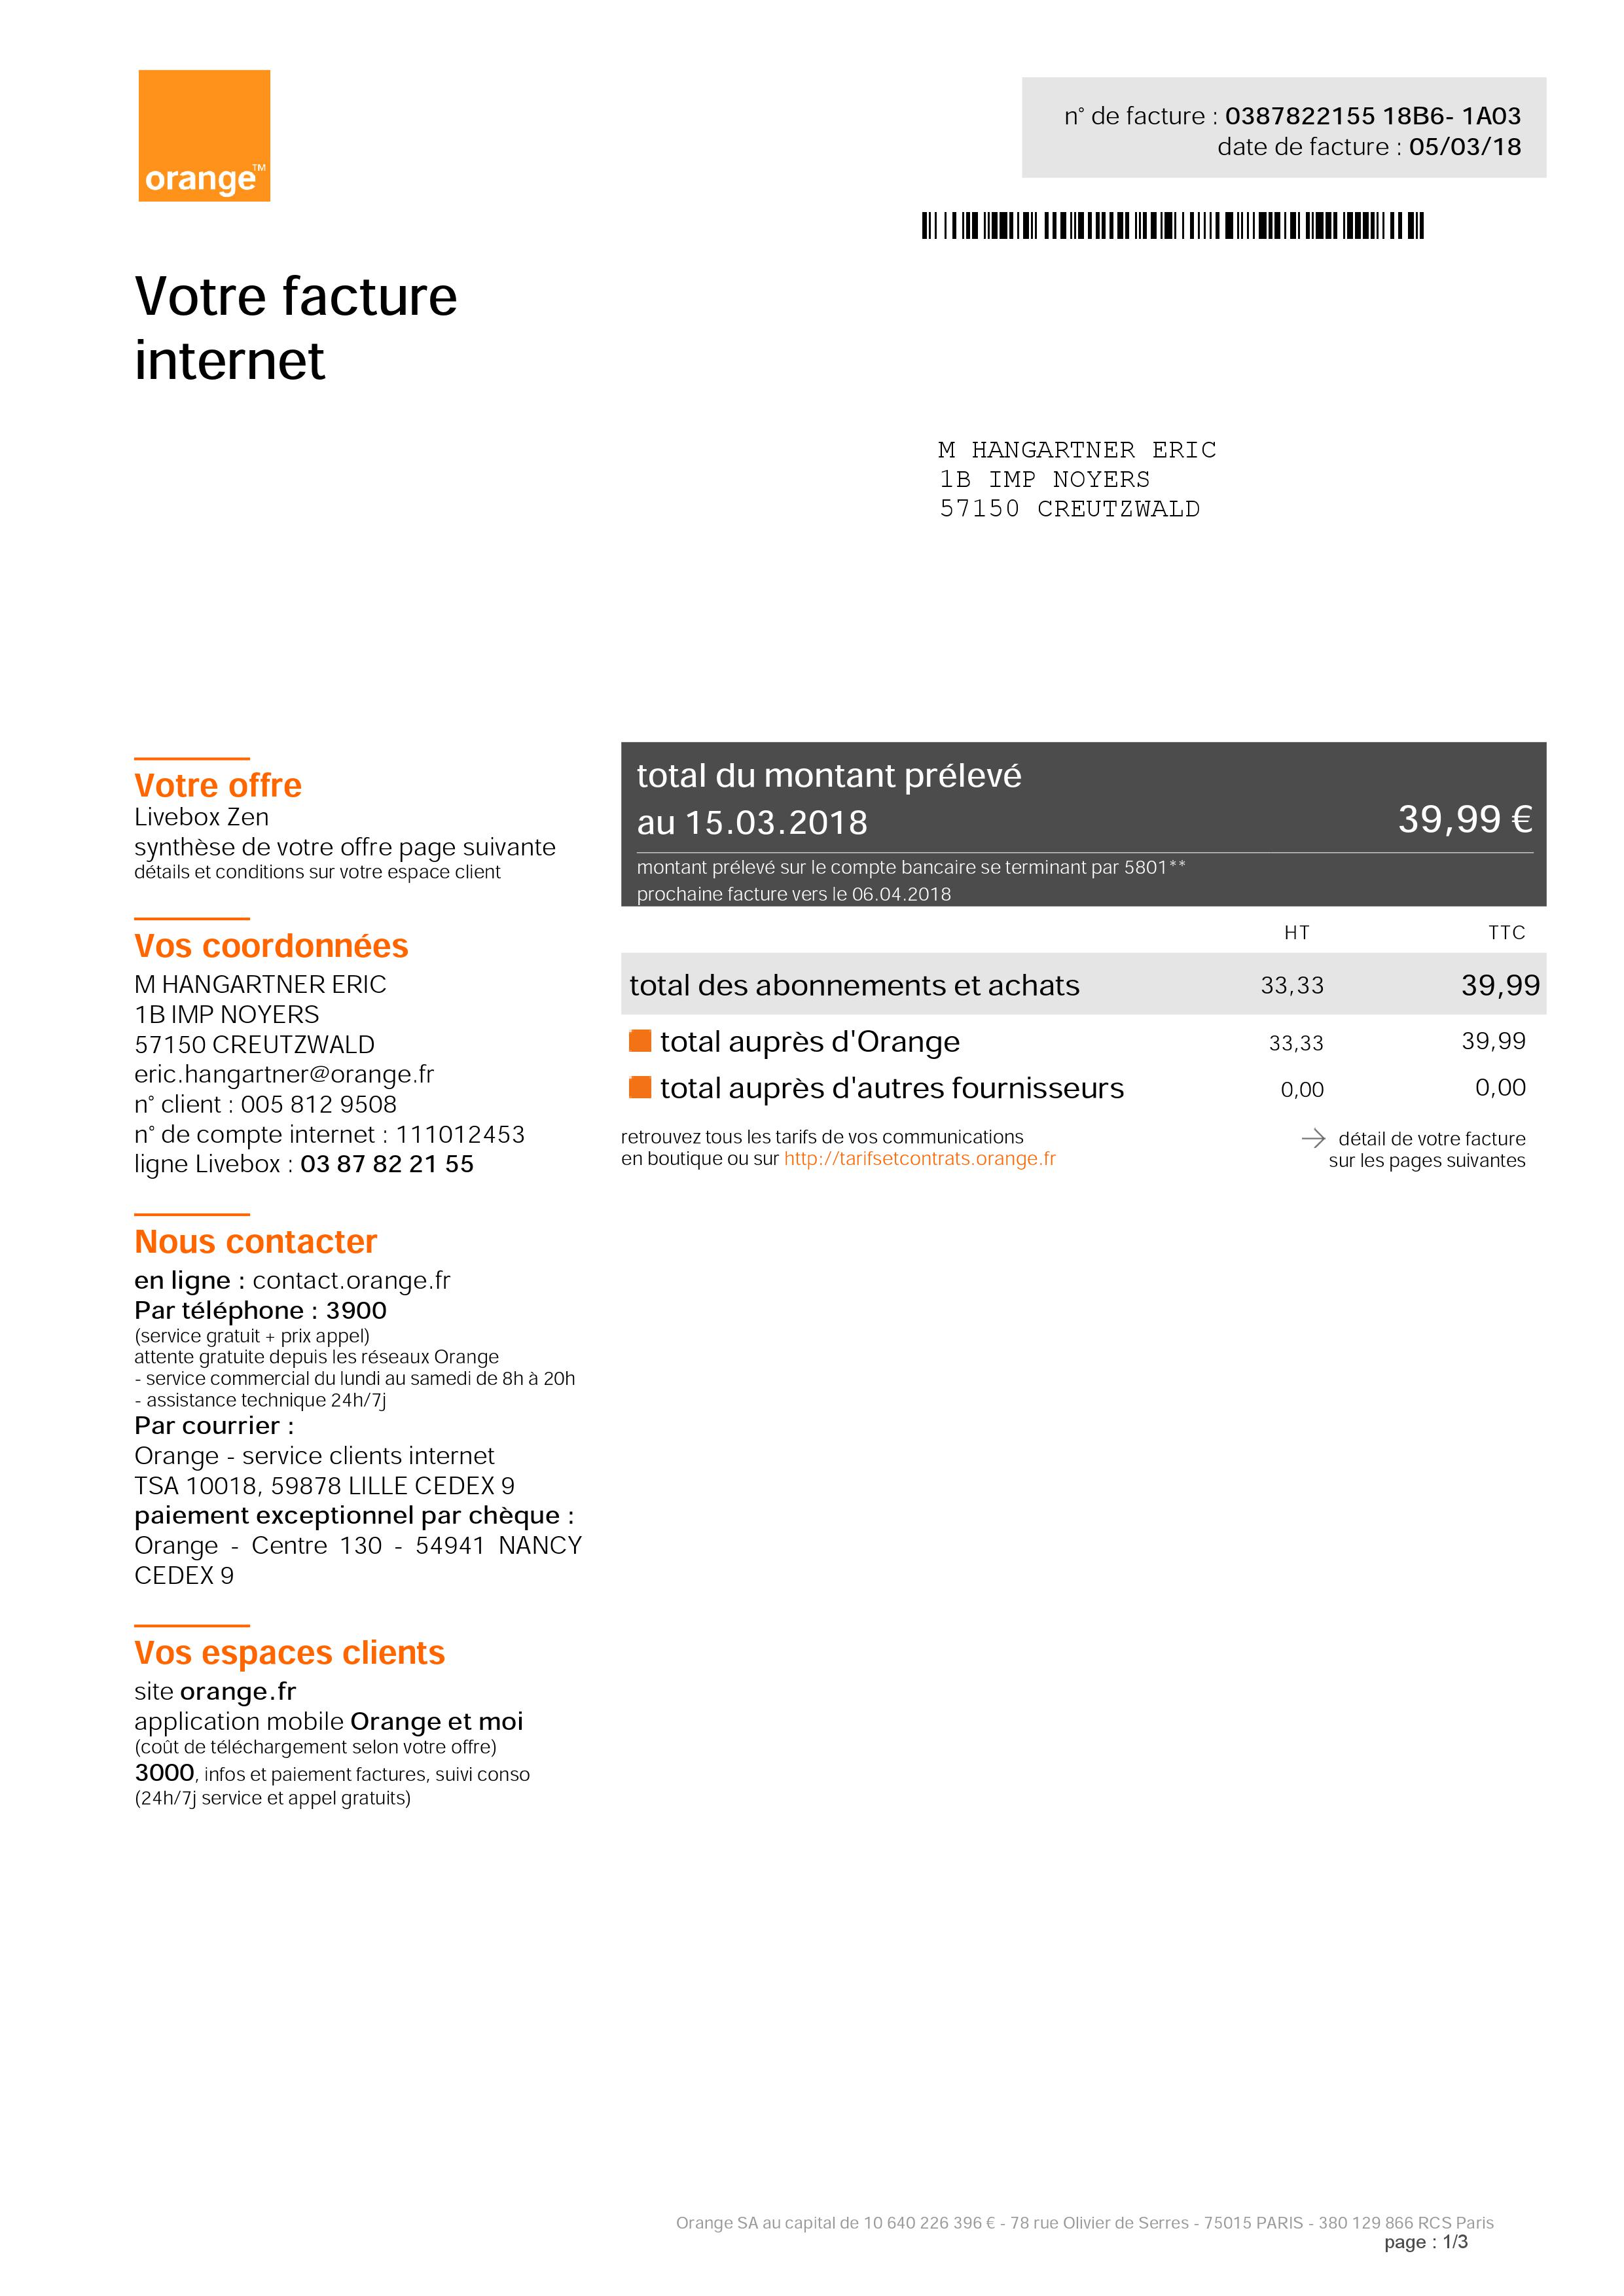 orange™
n° de facture : 0387822155 18B6- 1A03
date de facture : 05/03/18
Votre facture
internet
M HANGARTNER ERIC
1B IMP NOYERS
57150 CREUTZWALD
Votre offre
Livebox Zen
synthèse de votre offre page suivante
détails et conditions sur votre espace client
Vos coordonnées
M HANGARTNER ERIC
1B IMP NOYERS
57150 CREUTZWALD
eric.hangartner@orange.fr
n° client : 005 812 9508
n° de compte internet : 111012453
ligne Livebox : 03 87 82 21 55
Nous contacter
en ligne : contact.orange.fr
Par téléphone : 3900
(service gratuit + prix appel)
attente gratuite depuis les réseaux Orange
- service commercial du lundi au samedi de 8h à 20h
- assistance technique 24h/7j
Par courrier :
Orange - service clients internet
TSA 10018, 59878 LILLE CEDEX 9
paiement exceptionnel par chèque :
Orange - Centre 130 - 54941 NANCY
CEDEX 9
Vos espaces clients
site orange.fr
application mobile Orange et moi
(coût de téléchargement selon votre offre)
3000, infos et paiement factures, suivi conso
(24h/7j service et appel gratuits)
total du montant prélevé
au 15.03.2018 39,99 €
montant prélevé sur le compte bancaire se terminant par 5801**
prochaine facture vers le 06.04.2018
HT TTC
total des abonnements et achats 33,33 39,99
total auprès d'Orange 33,33 39,99
total auprès d'autres fournisseurs 0,00 0,00
retrouvez tous les tarifs de vos communications
en boutique ou sur http://tarifsetcontrats.orange.fr
→ détail de votre facture
sur les pages suivantes
Orange SA au capital de 10 640 226 396 € - 78 rue Olivier de Serres - 75015 PARIS - 380 129 866 RCS Paris
page : 1/3